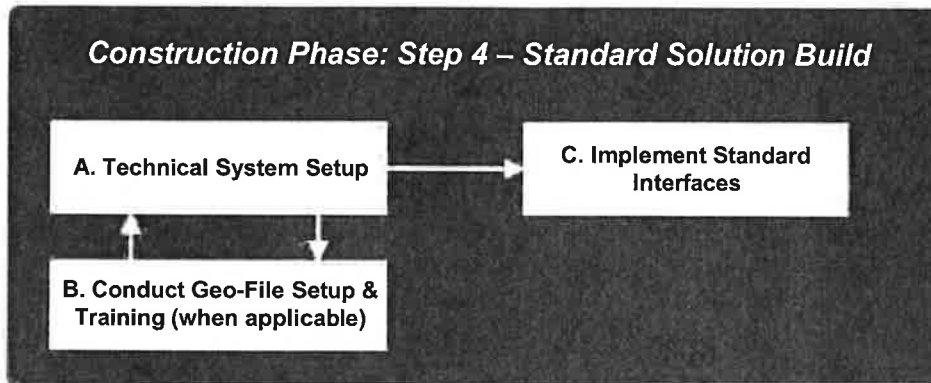 Construction Phase: Step 4 – Standard Solution Build
A. Technical System Setup
C. Implement Standard
Interfaces
B. Conduct Geo-File Setup &
Training (when applicable)